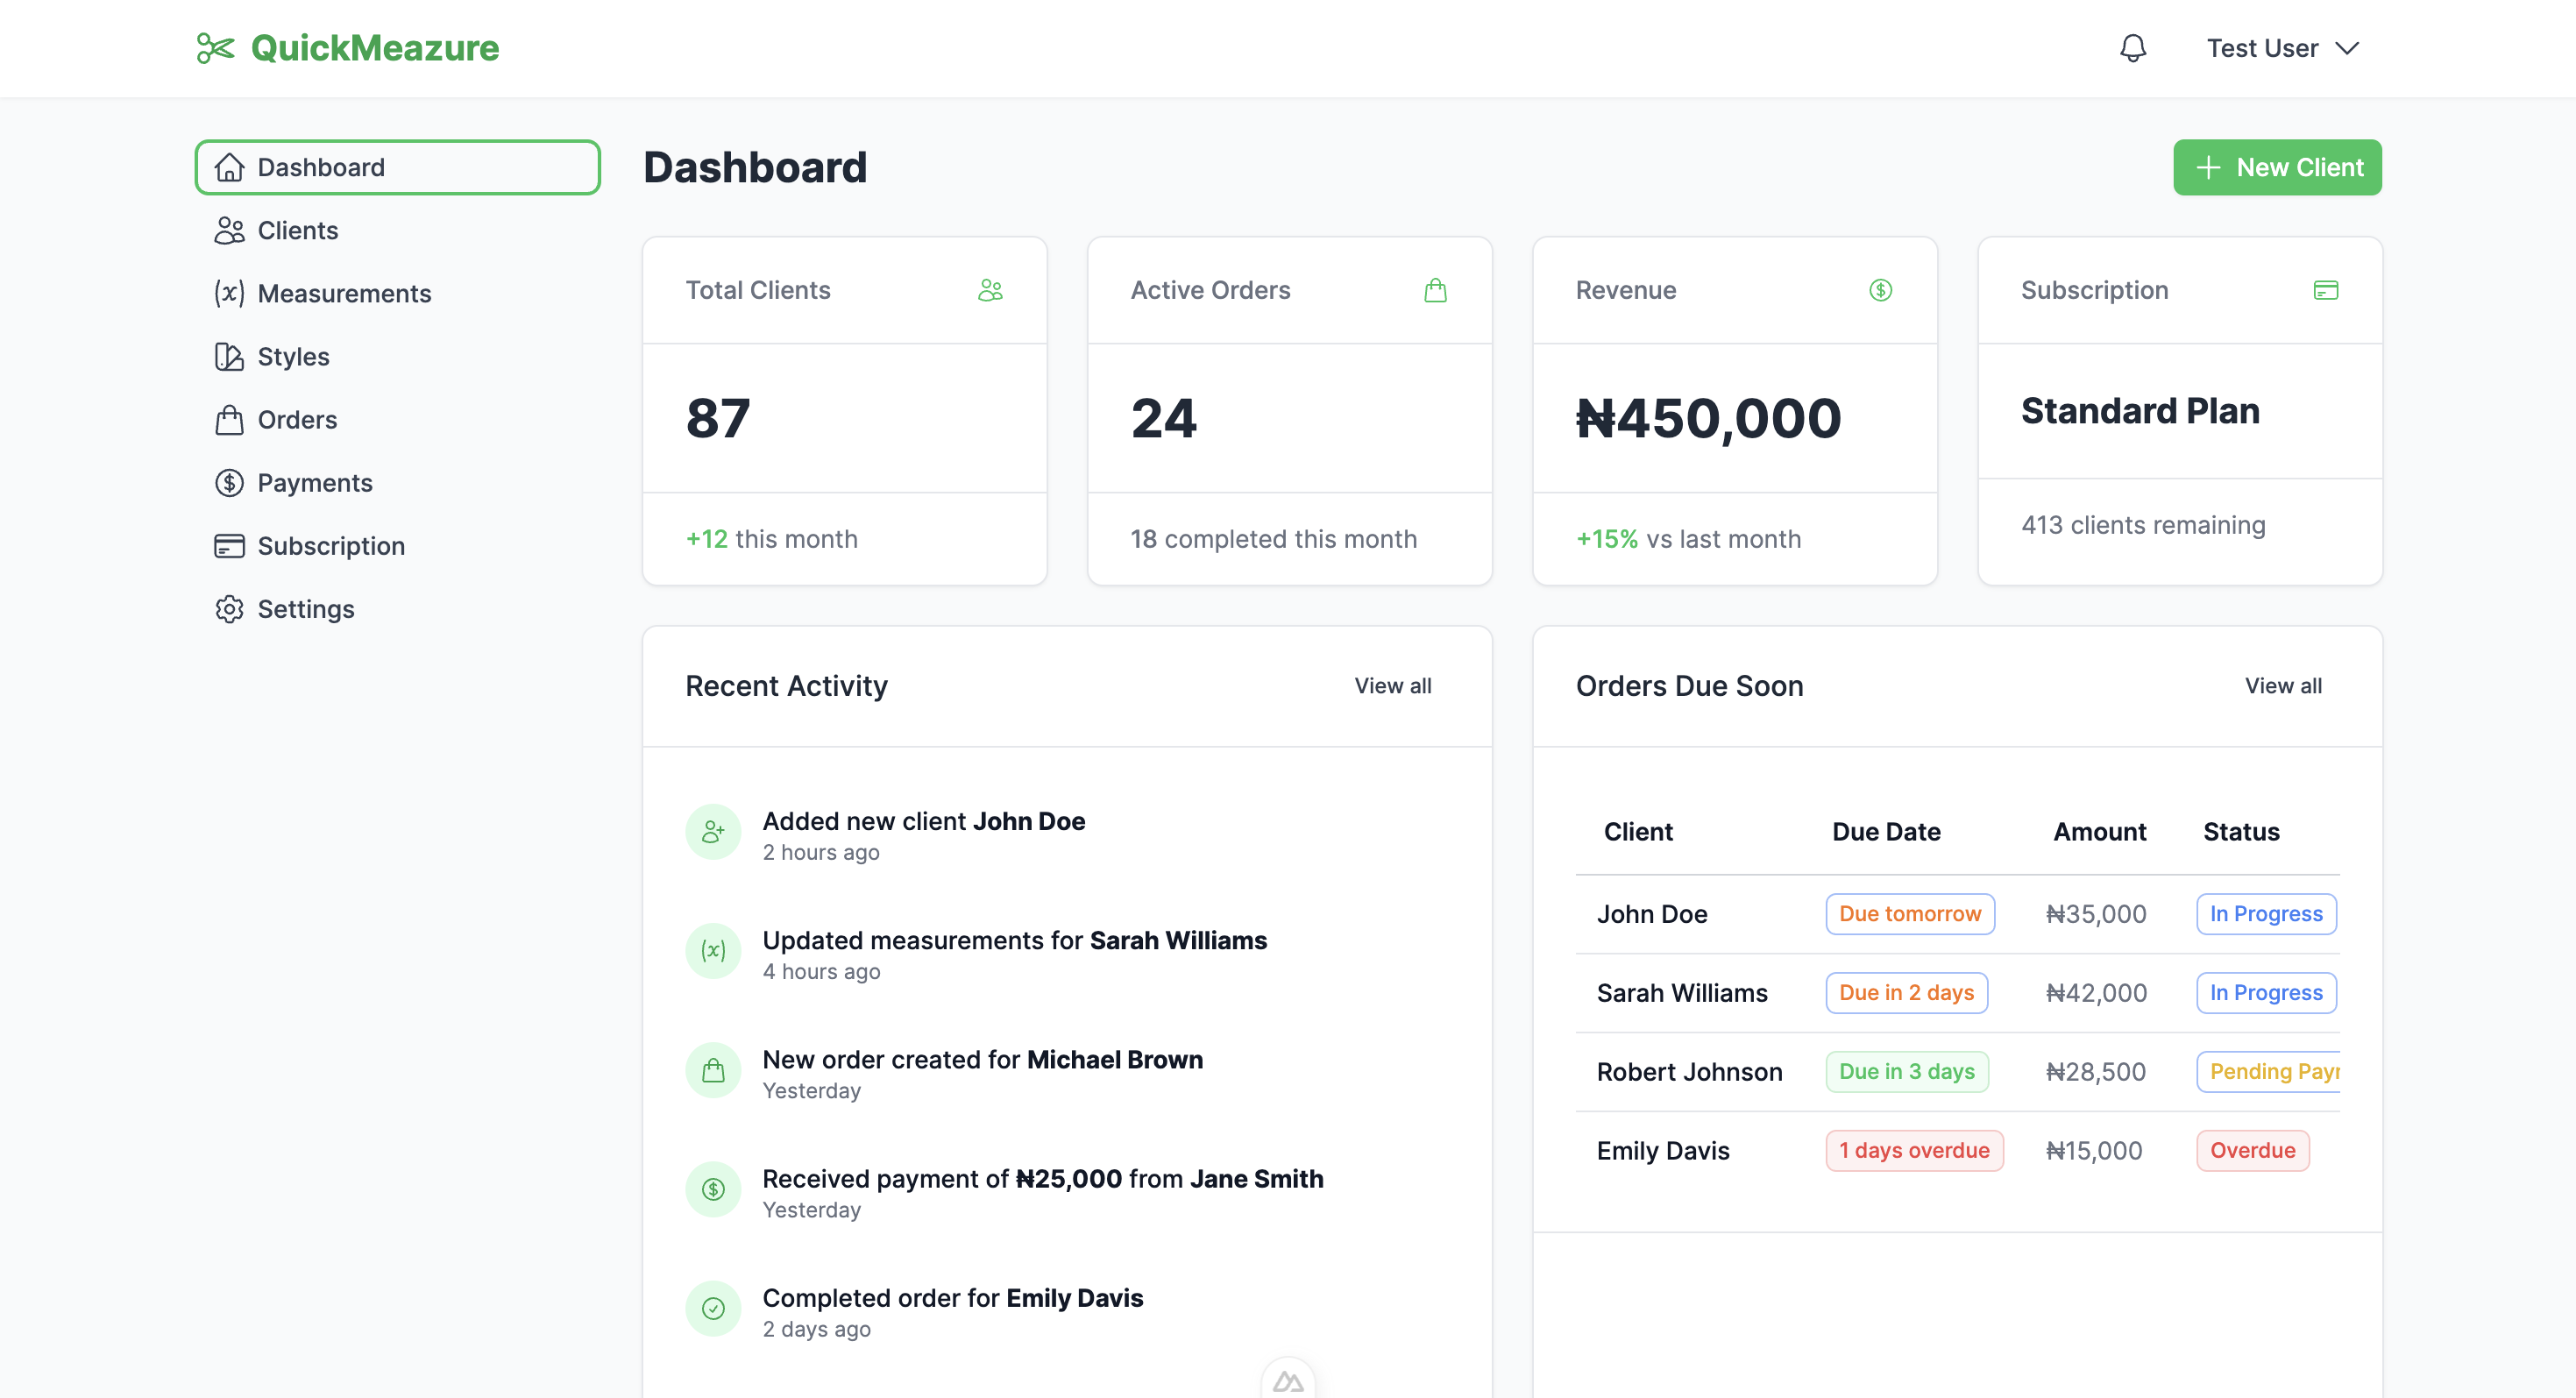 QuickMeazure
Test User
Dashboard
Clients
Measurements
Styles
Orders
Payments
Subscription
Settings
Dashboard
New Client
Total Clients
87
+12 this month
Active Orders
24
18 completed this month
Revenue
₦450,000
+15% vs last month
Subscription
Standard Plan
413 clients remaining
Recent Activity
View all
Added new client John Doe
2 hours ago
Updated measurements for Sarah Williams
4 hours ago
New order created for Michael Brown
Yesterday
Received payment of ₦25,000 from Jane Smith
Yesterday
Completed order for Emily Davis
2 days ago
Orders Due Soon
View all
Client Due Date Amount Status
John Doe Due tomorrow ₦35,000 In Progress
Sarah Williams Due in 2 days ₦42,000 In Progress
Robert Johnson Due in 3 days ₦28,500 Pending
Emily Davis 1 days overdue ₦15,000 Overdue